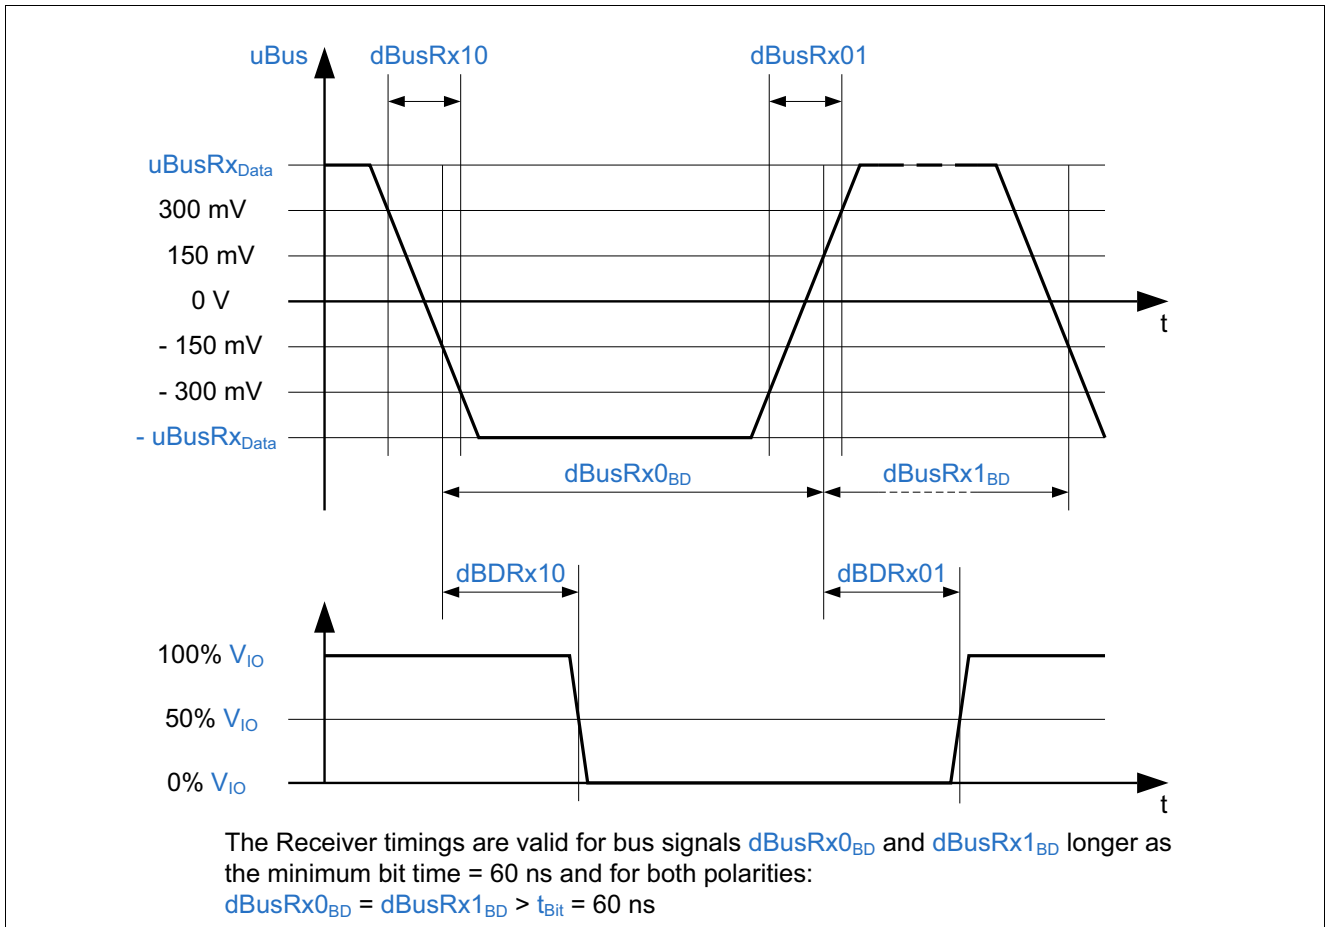 uBus dBusRx10 dBusRx01
uBusRxData
300 mV
150 mV
0 V
t
- 150 mV
- 300 mV
- uBusRxData
dBusRx0BD dBusRx1BD
dBDRx10 dBDRx01
100% VIO
50% VIO
0% VIO
t
The Receiver timings are valid for bus signals dBusRx0BD and dBusRx1BD longer as
the minimum bit time = 60 ns and for both polarities:
dBusRx0BD = dBusRx1BD > tBit = 60 ns